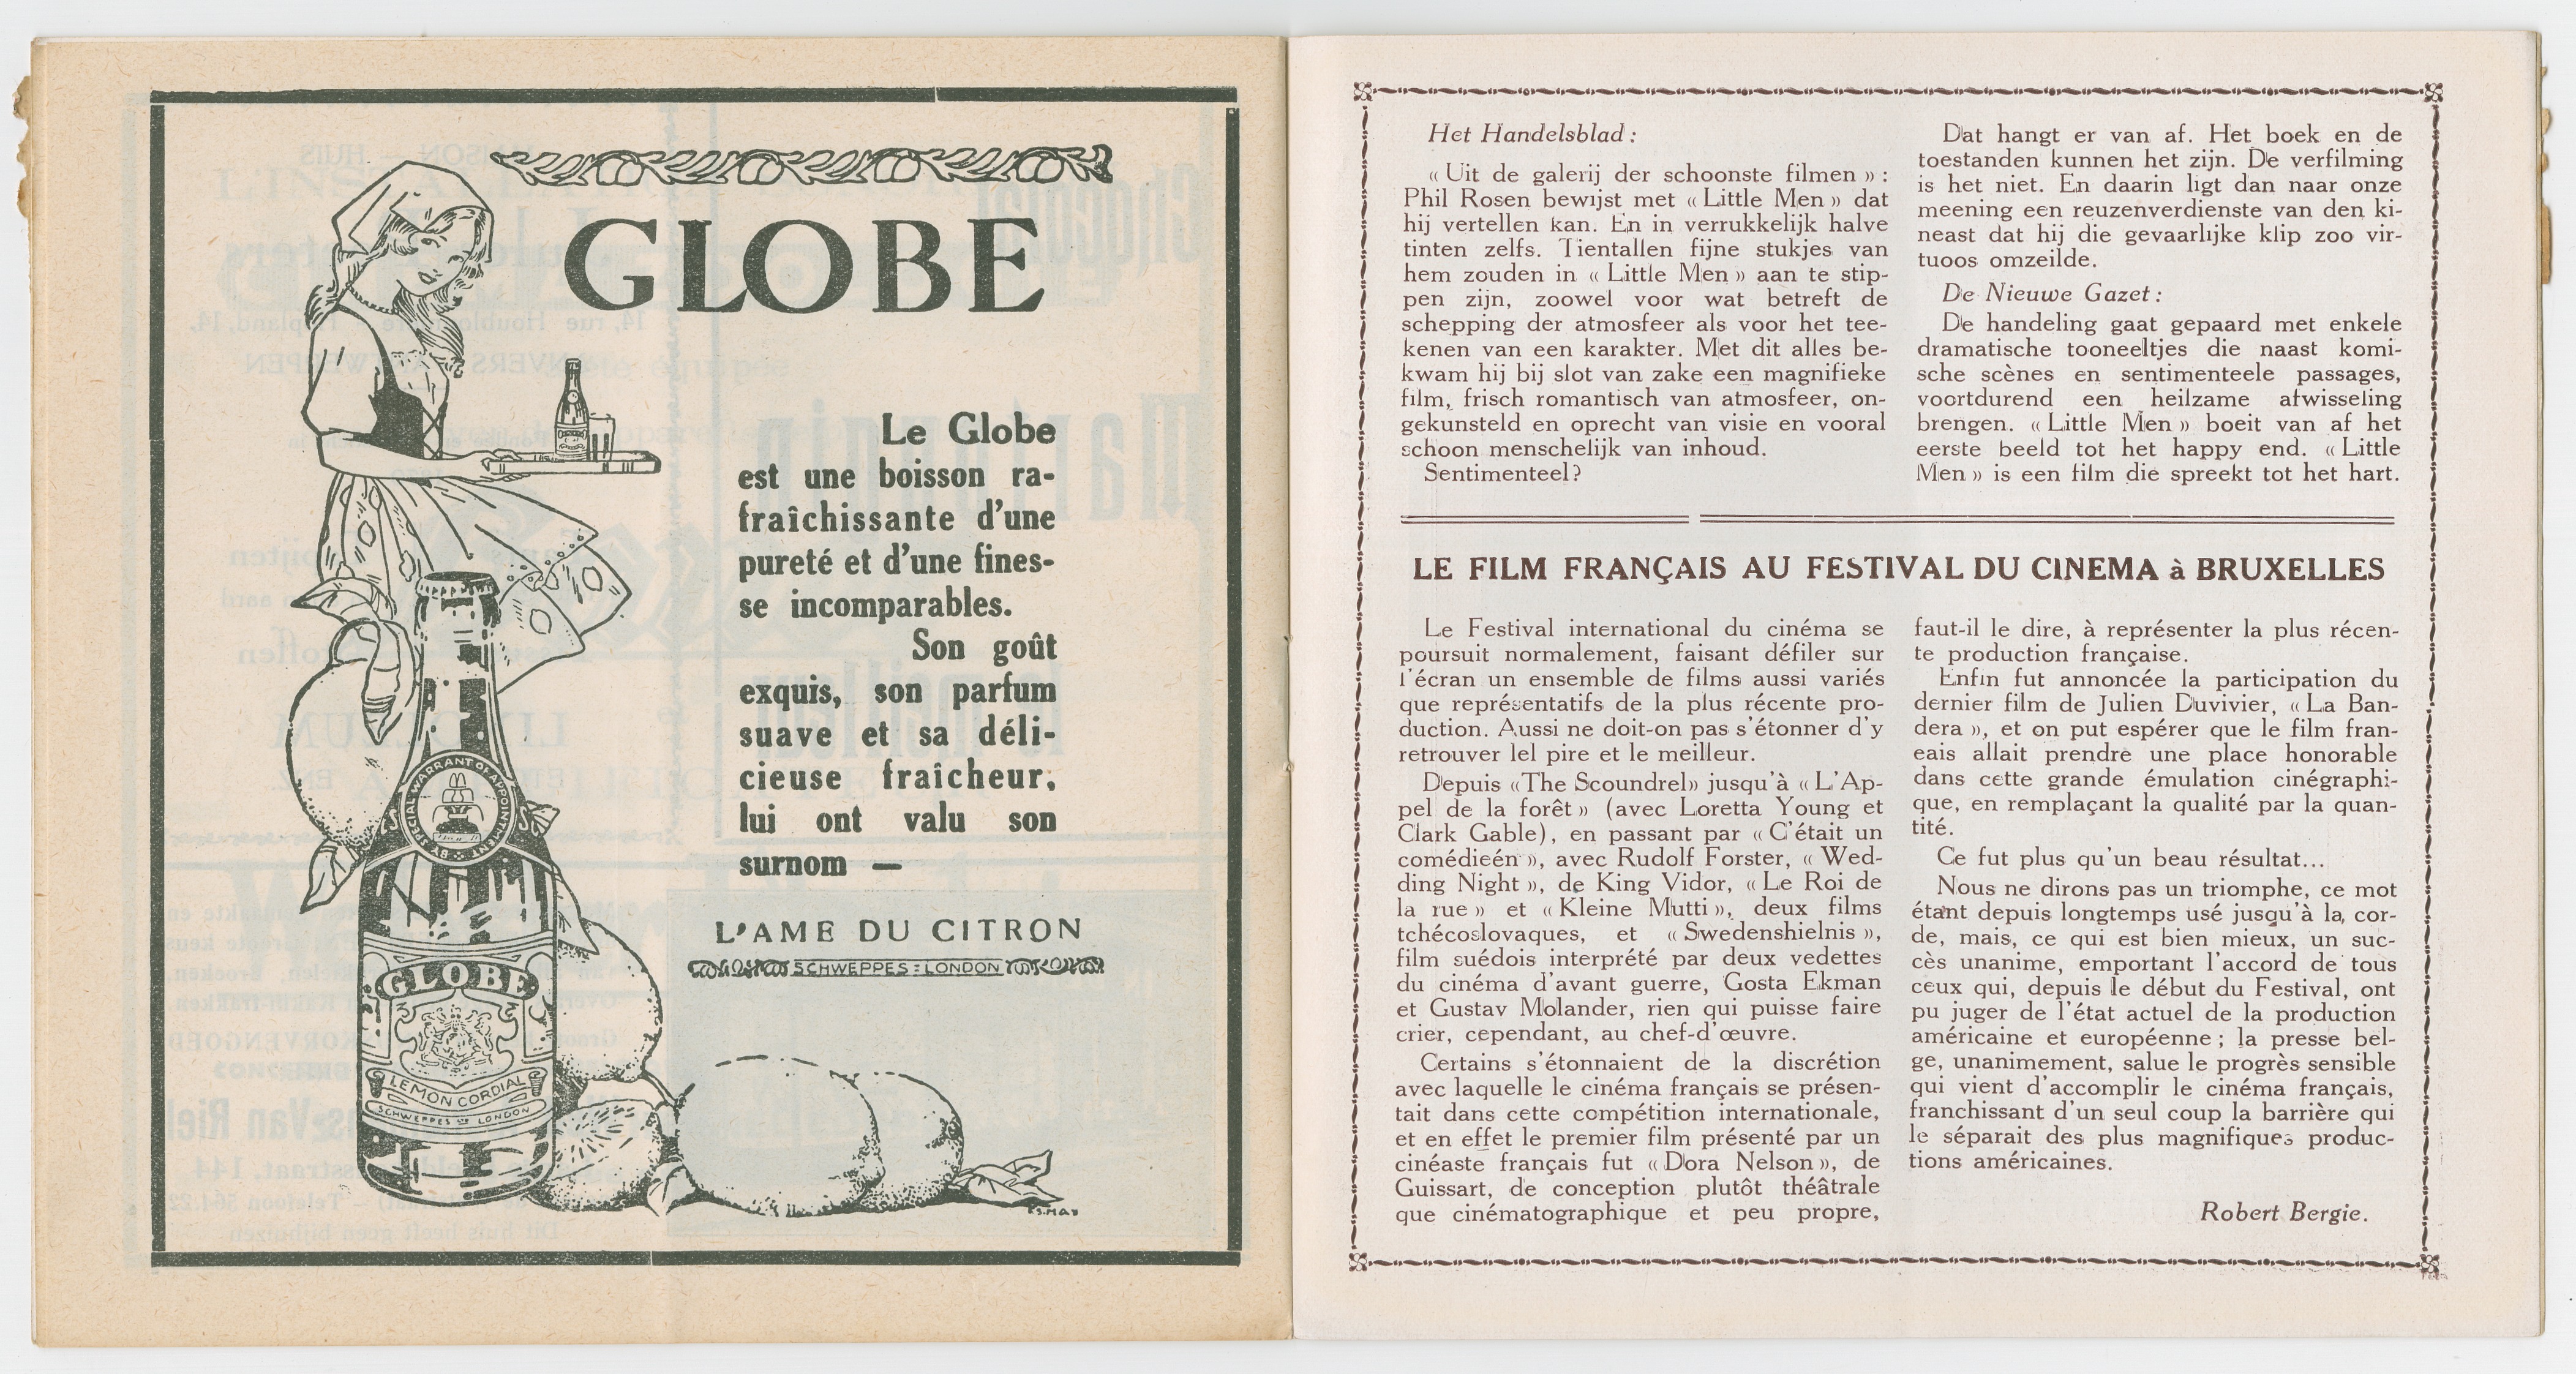 GLOBE
Le Globe
est une boisson ra-
fraîchissante d'une
pureté et d'une fines-
se incomparables.
Son goût
exquis, son parfum
suave et sa déli-
cieuse fraîcheur,
lui ont valu son
surnom —
L'AME DU CITRON
SCHWEPPES : LONDON
BY SPECIAL WARRANT OF APPOINTMENT
GLOBE
LEMON CORDIAL
SCHWEPPES LTD LONDON
Het Handelsblad :
« Uit de galerij der schoonste filmen » :
Phil Rosen bewijst met « Little Men » dat
hij vertellen kan. En in verrukkelijk halve
tinten zelfs. Tientallen fijne stukjes van
hem zouden in « Little Men » aan te stip-
pen zijn, zoowel voor wat betreft de
schepping der atmosfeer als voor het tee-
kenen van een karakter. Met dit alles be-
kwam hij bij slot van zake een magnifieke
film, frisch romantisch van atmosfeer, on-
gekunsteld en oprecht van visie en vooral
schoon menschelijk van inhoud.
Sentimenteel?
Dat hangt er van af. Het boek en de
toestanden kunnen het zijn. De verfilming
is het niet. En daarin ligt dan naar onze
meening een reuzenverdienste van den ki-
neast dat hij die gevaarlijke klip zoo vir-
tuoos omzeilde.
De Nieuwe Gazet :
De handeling gaat gepaard met enkele
dramatische tooneeltjes die naast komi-
sche scènes en sentimenteele passages,
voortdurend een heilzame afwisseling
brengen. « Little Men » boeit van af het
eerste beeld tot het happy end. « Little
Men » is een film die spreekt tot het hart.
LE FILM FRANÇAIS AU FESTIVAL DU CINEMA à BRUXELLES
Le Festival international du cinéma se
poursuit normalement, faisant défiler sur
l'écran un ensemble de films aussi variés
que représentatifs de la plus récente pro-
duction. Aussi ne doit-on pas s'étonner d'y
retrouver lel pire et le meilleur.
Depuis «The Scoundrel» jusqu'à « L'Ap-
pel de la forêt » (avec Loretta Young et
Clark Gable), en passant par « C'était un
comédieén », avec Rudolf Forster, « Wed-
ding Night », de King Vidor, « Le Roi de
la rue » et « Kleine Mutti », deux films
tchécoslovaques, et « Swedenshielnis »,
film suédois interprété par deux vedettes
du cinéma d'avant guerre, Gosta Ekman
et Gustav Molander, rien qui puisse faire
crier, cependant, au chef-d'œuvre.
Certains s'étonnaient de la discrétion
avec laquelle le cinéma français se présen-
tait dans cette compétition internationale,
et en effet le premier film présenté par un
cinéaste français fut « Dora Nelson », de
Guissart, de conception plutôt théâtrale
que cinématographique et peu propre,
faut-il le dire, à représenter la plus récen-
te production française.
Enfin fut annoncée la participation du
dernier film de Julien Duvivier, « La Ban-
dera », et on put espérer que le film fran-
eais allait prendre une place honorable
dans cette grande émulation cinégraphi-
que, en remplaçant la qualité par la quan-
tité.
Ce fut plus qu'un beau résultat...
Nous ne dirons pas un triomphe, ce mot
étant depuis longtemps usé jusqu'à la, cor-
de, mais, ce qui est bien mieux, un suc-
cès unanime, emportant l'accord de tous
ceux qui, depuis le début du Festival, ont
pu juger de l'état actuel de la production
américaine et européenne ; la presse bel-
ge, unanimement, salue le progrès sensible
qui vient d'accomplir le cinéma français,
franchissant d'un seul coup la barrière qui
le séparait des plus magnifiques produc-
tions américaines.
Robert Bergie.